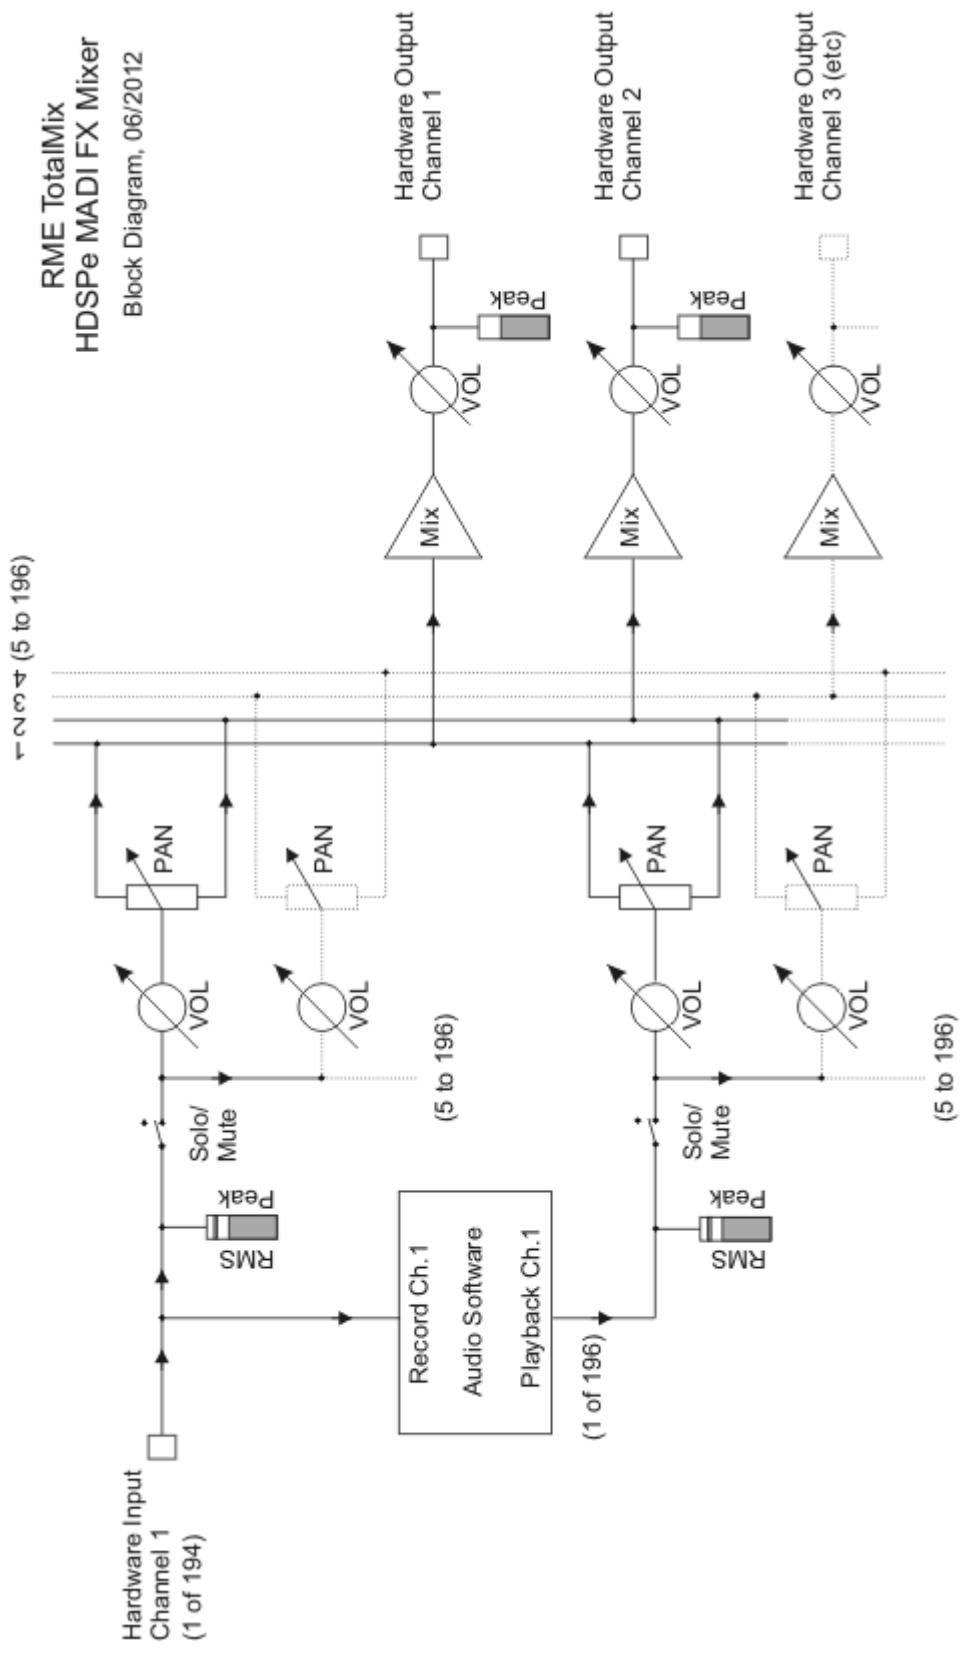 RME TotalMix
HDSPe MADI FX Mixer
Block Diagram, 06/2012
1 2 3 4 (5 to 196)
Hardware Input
Channel 1
(1 of 194)
RMS
Peak
Solo/
Mute
VOL
PAN
VOL
PAN
(5 to 196)
Mix
VOL
Peak
Hardware Output
Channel 1
Record Ch.1
Audio Software
Playback Ch.1
(1 of 196)
Mix
VOL
Peak
Hardware Output
Channel 2
RMS
Peak
Solo/
Mute
VOL
PAN
VOL
PAN
(5 to 196)
Mix
VOL
Hardware Output
Channel 3 (etc)